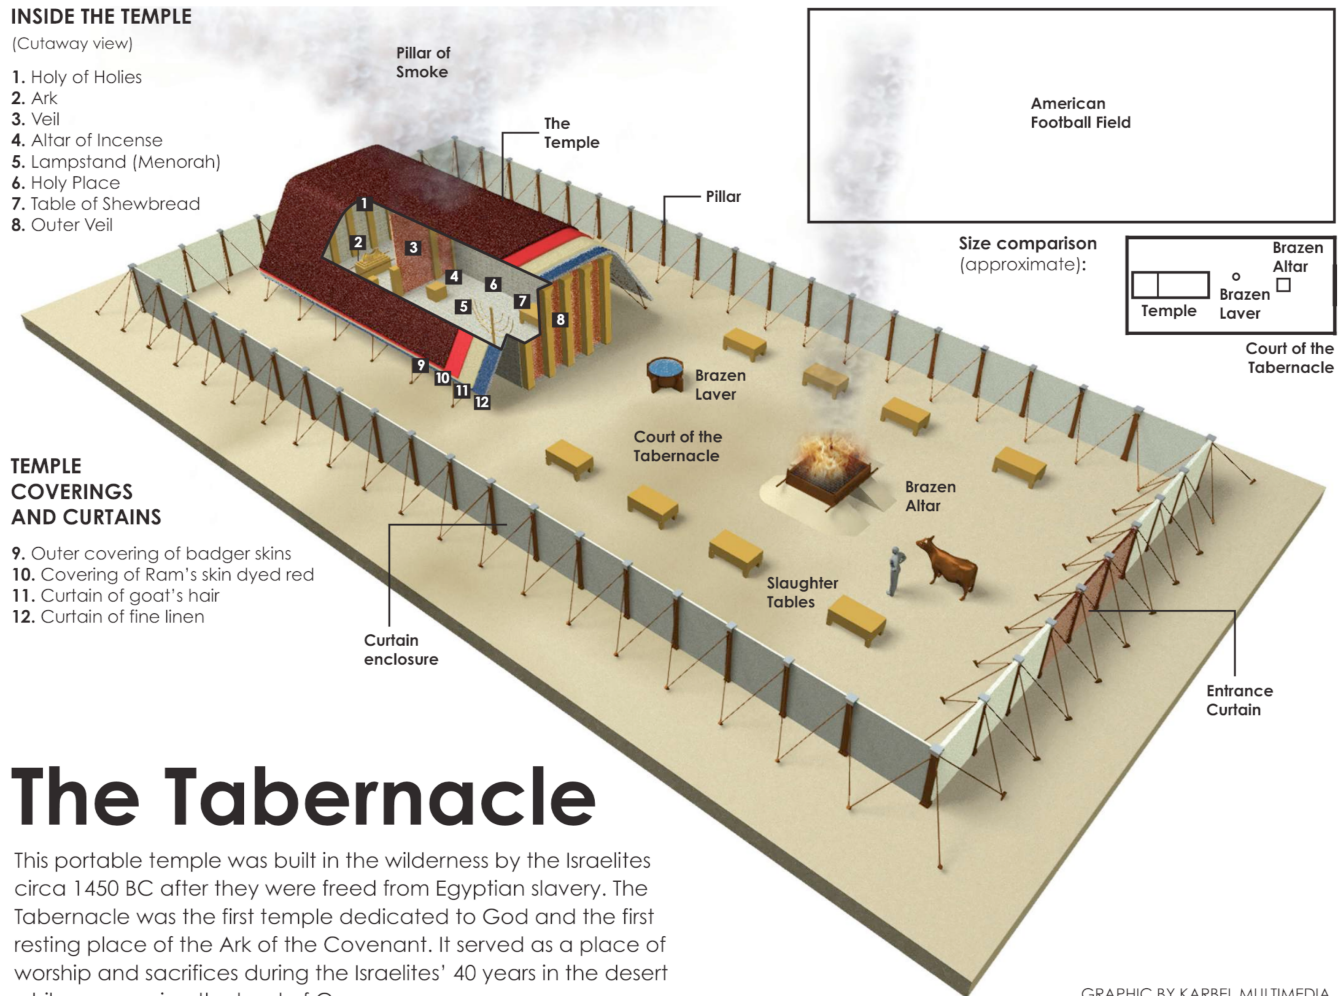 INSIDE THE TEMPLE
(Cutaway view)
1. Holy of Holies
2. Ark
3. Veil
4. Altar of Incense
5. Lampstand (Menorah)
6. Holy Place
7. Table of Shewbread
8. Outer Veil
Pillar of
Smoke
The
Temple
Pillar
American
Football Field
Size comparison
(approximate):
Brazen
Altar
Brazen
Laver
Temple
Court of the
Tabernacle
1
2
3
4
5
6
7
8
9
10
11
12
Brazen
Laver
Court of the
Tabernacle
Brazen
Altar
Slaughter
Tables
Curtain
enclosure
Entrance
Curtain
TEMPLE
COVERINGS
AND CURTAINS
9. Outer covering of badger skins
10. Covering of Ram's skin dyed red
11. Curtain of goat's hair
12. Curtain of fine linen
The Tabernacle
This portable temple was built in the wilderness by the Israelites
circa 1450 BC after they were freed from Egyptian slavery. The
Tabernacle was the first temple dedicated to God and the first
resting place of the Ark of the Covenant. It served as a place of
worship and sacrifices during the Israelites' 40 years in the desert
GRAPHIC BY KARBEL MULTIMEDIA